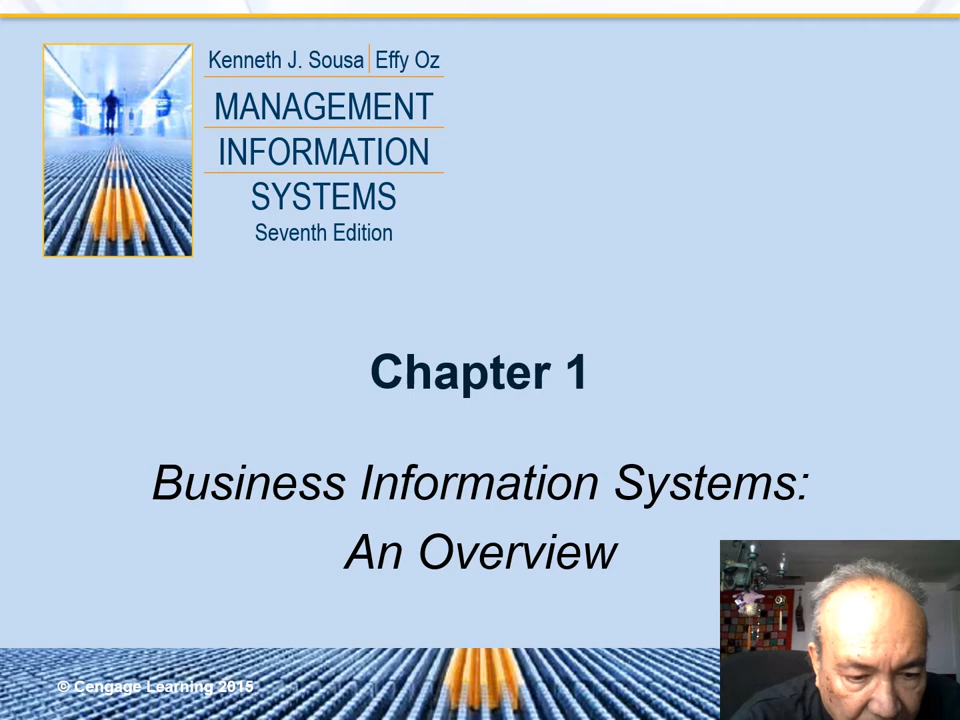 Kenneth J. Sousa Effy Oz
MANAGEMENT
INFORMATION
SYSTEMS
Seventh Edition
Chapter 1
Business Information Systems:
An Overview
© Cengage Learning 2015